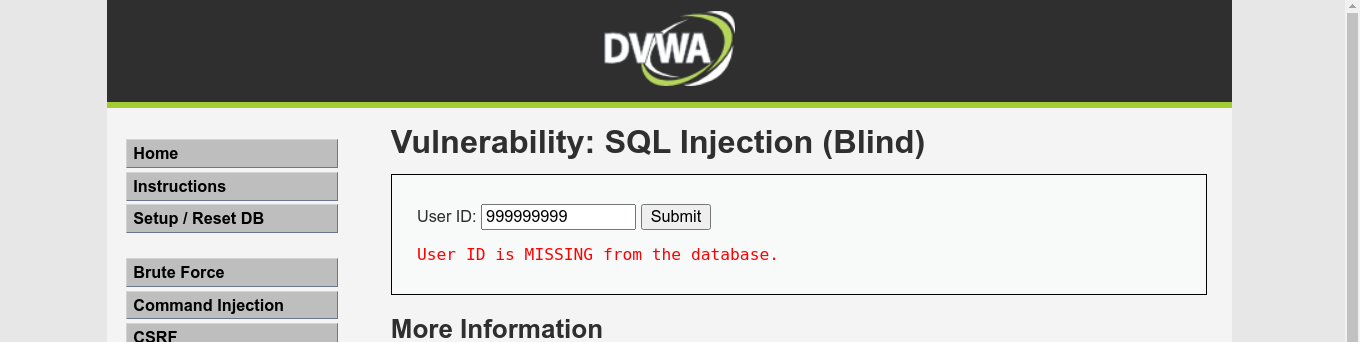 DVWA
Home
Instructions
Setup / Reset DB
Brute Force
Command Injection
CSRF
Vulnerability: SQL Injection (Blind)
User ID: 999999999 Submit
User ID is MISSING from the database.
More Information